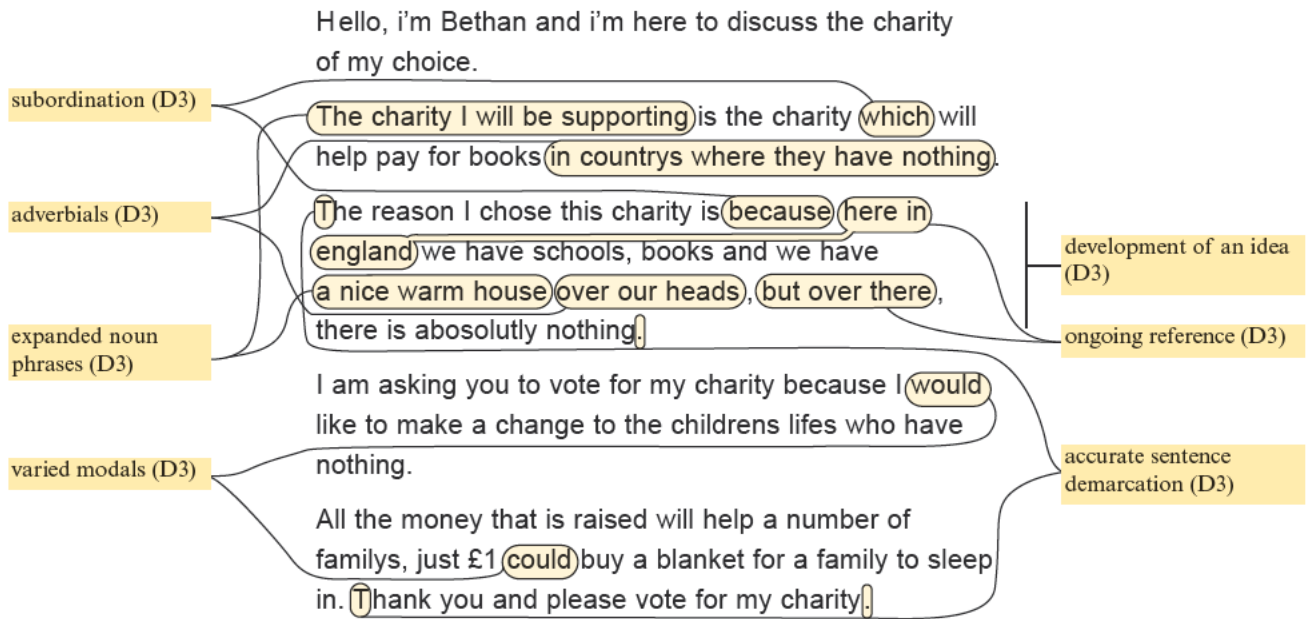 Hello, i'm Bethan and i'm here to discuss the charity
of my choice.
subordination (D3)
The charity I will be supporting is the charity which will
help pay for books in countrys where they have nothing.
adverbials (D3)
The reason I chose this charity is because here in
england we have schools, books and we have
a nice warm house over our heads, but over there,
there is abosolutly nothing.
development of an idea
(D3)
expanded noun
phrases (D3)
ongoing reference (D3)
I am asking you to vote for my charity because I would
like to make a change to the childrens lifes who have
nothing.
varied modals (D3)
accurate sentence
demarcation (D3)
All the money that is raised will help a number of
familys, just £1 could buy a blanket for a family to sleep
in. Thank you and please vote for my charity.